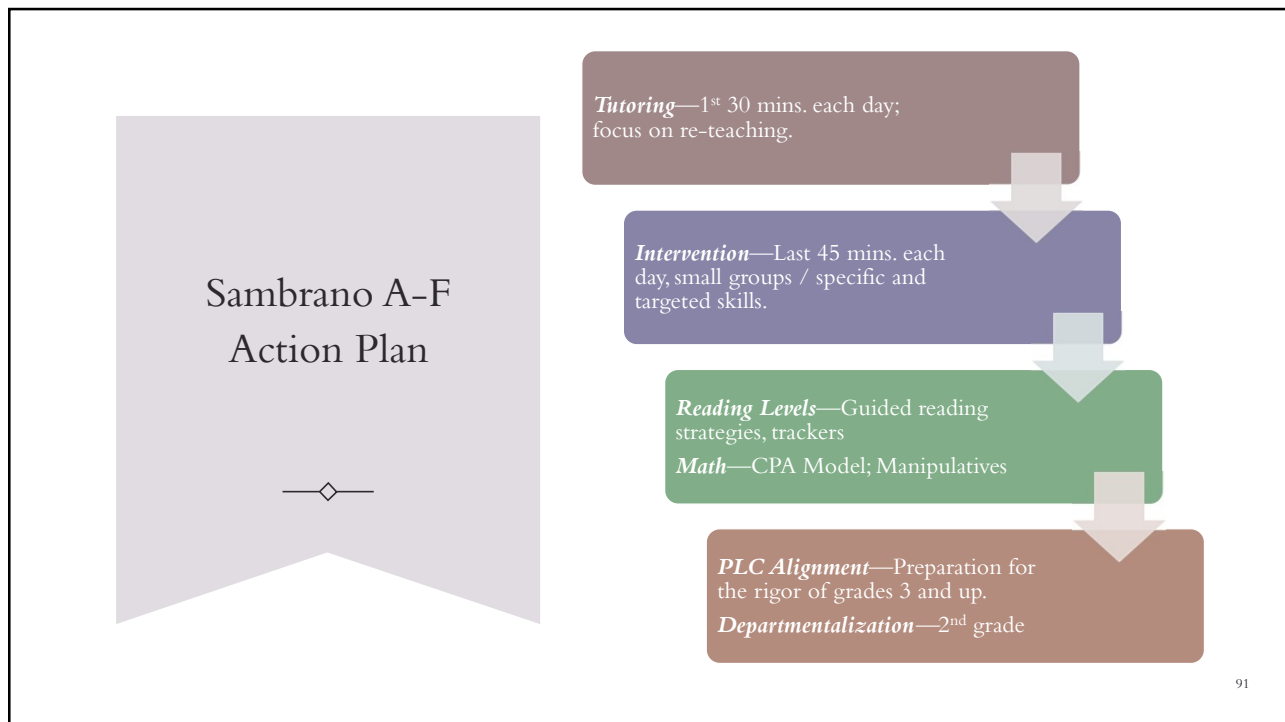 Sambrano A-F
Action Plan
Tutoring—1st 30 mins. each day;
focus on re-teaching.
Intervention—Last 45 mins. each
day, small groups / specific and
targeted skills.
Reading Levels—Guided reading
strategies, trackers
Math—CPA Model; Manipulatives
PLC Alignment—Preparation for
the rigor of grades 3 and up.
Departmentalization—2nd grade
91